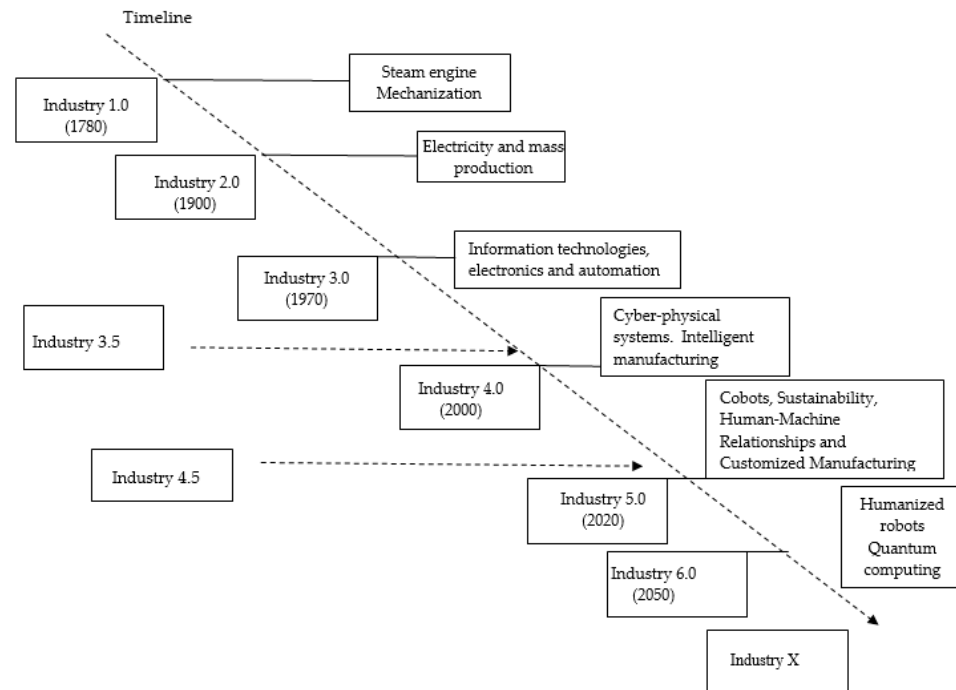 Timeline
Steam engine
Mechanization
Industry 1.0
(1780)
Electricity and mass
production
Industry 2.0
(1900)
Information technologies,
electronics and automation
Industry 3.0
(1970)
Cyber-physical
systems. Intelligent
manufacturing
Industry 3.5
Industry 4.0
(2000)
Cobots, Sustainability,
Human-Machine
Relationships and
Customized Manufacturing
Industry 4.5
Industry 5.0
(2020)
Humanized
robots
Quantum
computing
Industry 6.0
(2050)
Industry X